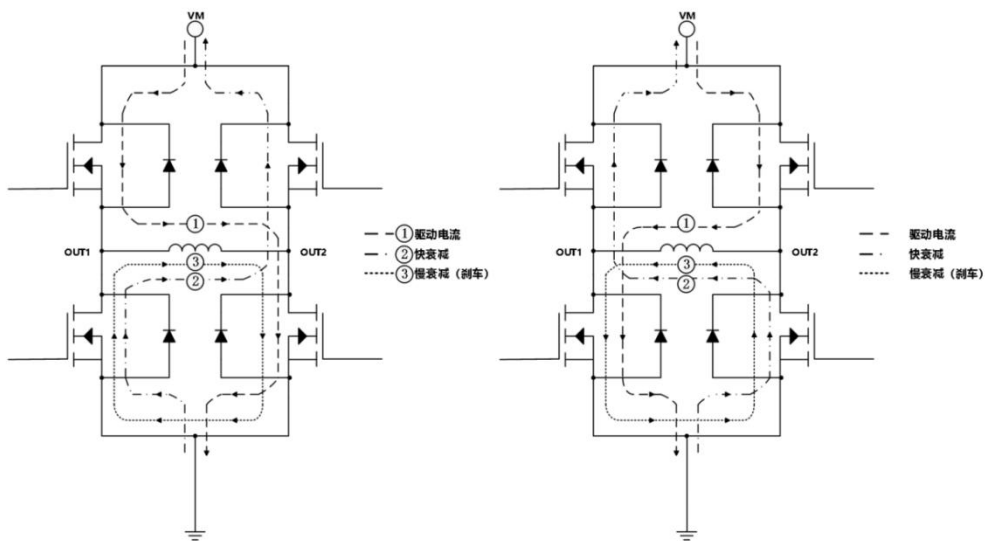 VM
①
OUT1
OUT2
③
②
①驱动电流
②快衰减
③慢衰减（刹车）
VM
①
OUT1
OUT2
③
②
驱动电流
快衰减
慢衰减（刹车）